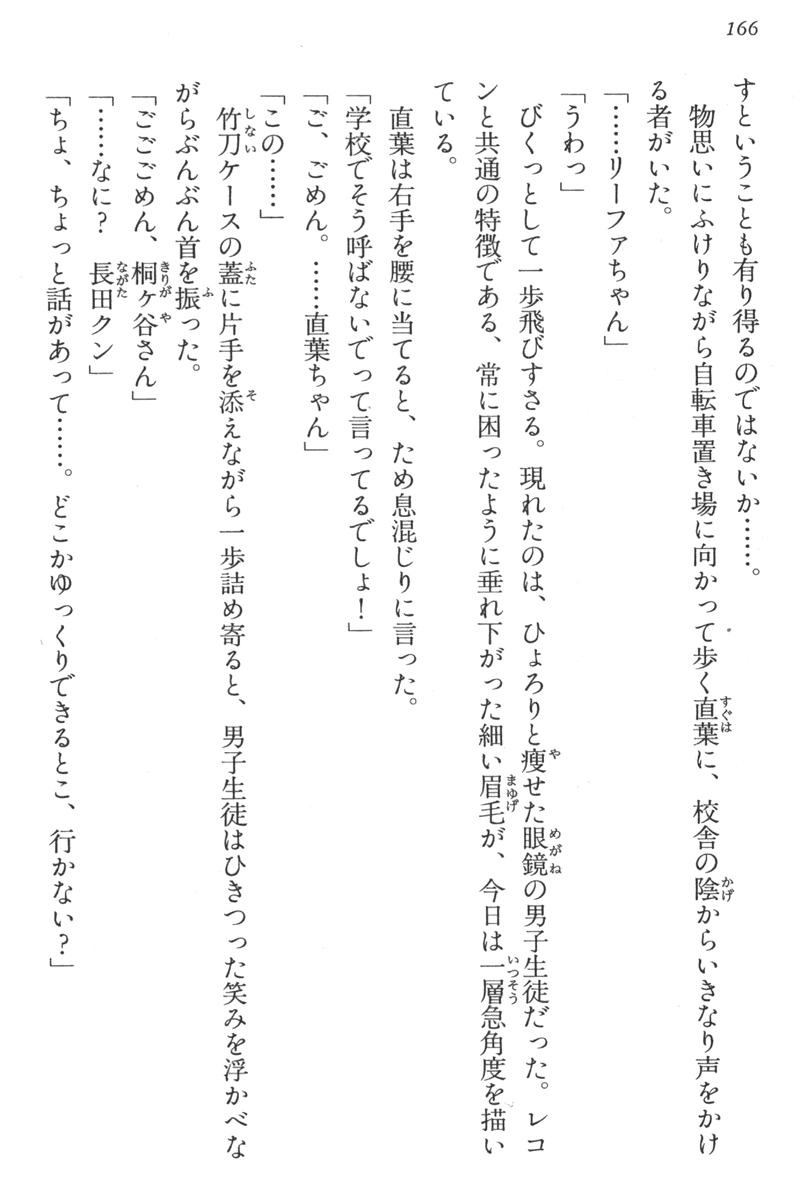 166
すということも有り得るのではないか……。
物思いにふけりながら自転車置き場に向かって歩く直葉に、校舎の陰からいきなり声をかけ
る者がいた。
「……リーファちゃん」
「うわっ」
びくっとして一歩飛びすさる。現れたのは、ひょろりと痩せた眼鏡の男子生徒だった。レコ
ンと共通の特徴である、常に困ったように垂れ下がった細い眉毛が、今日は一層急角度を描い
ている。
直葉は右手を腰に当てると、ため息混じりに言った。
「学校でそう呼ばないでって言ってるでしょ！」
「ご、ごめん。……直葉ちゃん」
「この……」
竹刀ケースの蓋に片手を添えながら一歩詰め寄ると、男子生徒はひきつった笑みを浮かべな
がらぶんぶん首を振った。
「ごごごめん、桐ヶ谷さん」
「……なに？　長田クン」
「ちょ、ちょっと話があって……。どこかゆっくりできるとこ、行かない？」